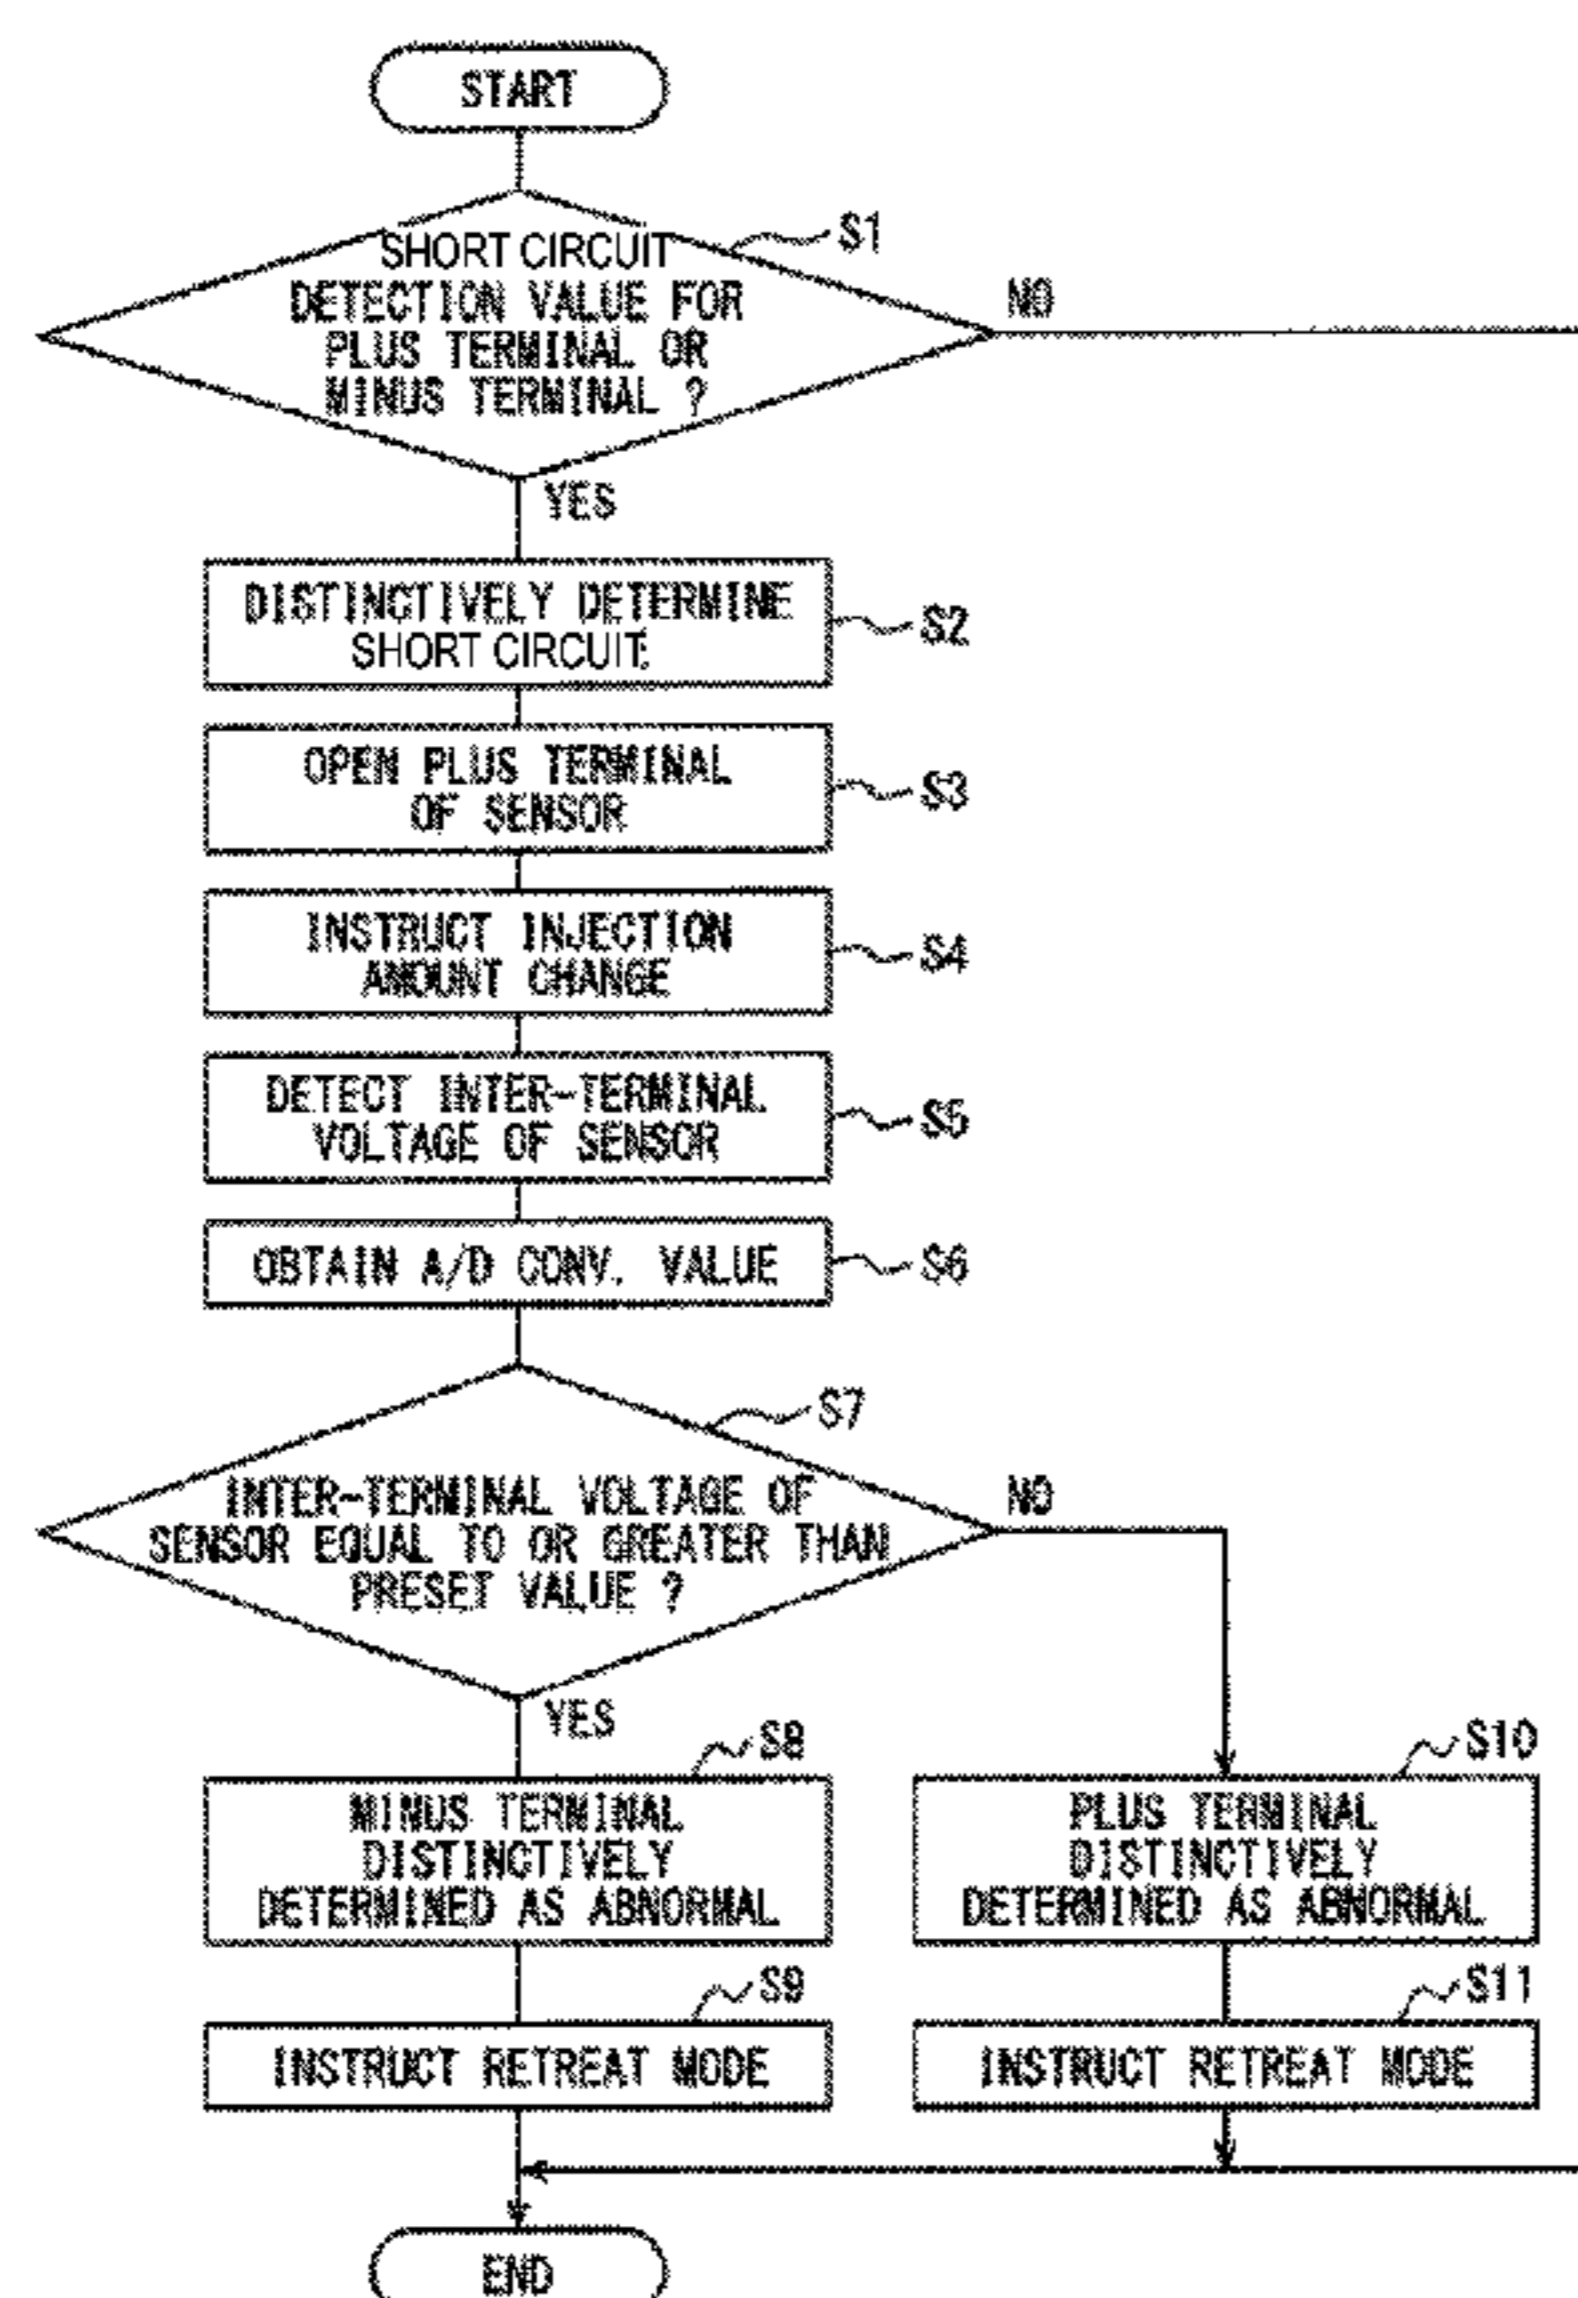 START
S1
SHORT CIRCUIT
DETECTION VALUE FOR
PLUS TERMINAL OR
MINUS TERMINAL ?
NO
YES
DISTINCTIVELY DETERMINE
SHORT CIRCUIT
S2
OPEN PLUS TERMINAL
OF SENSOR
S3
INSTRUCT INJECTION
AMOUNT CHANGE
S4
DETECT INTER-TERMINAL
VOLTAGE OF SENSOR
S5
OBTAIN A/D CONV. VALUE
S6
S7
INTER-TERMINAL VOLTAGE OF
SENSOR EQUAL TO OR GREATER THAN
PRESET VALUE ?
NO
YES
S8
MINUS TERMINAL
DISTINCTIVELY
DETERMINED AS ABNORMAL
S10
PLUS TERMINAL
DISTINCTIVELY
DETERMINED AS ABNORMAL
S9
INSTRUCT RETREAT MODE
S11
INSTRUCT RETREAT MODE
END